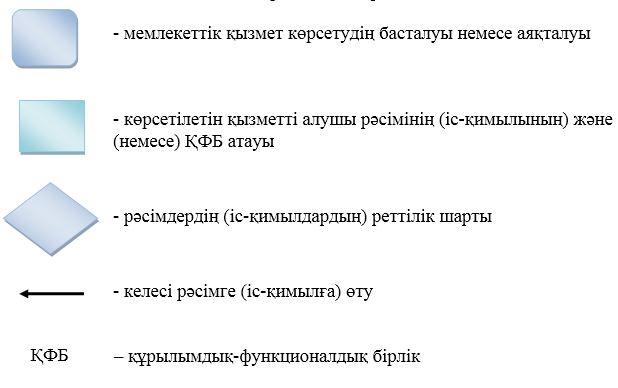 - мемлекеттік қызмет көрсетудің басталуы немесе аяқталуы
- көрсетілетін қызметті алушы рәсімінің (іс-қимылының) және
(немесе) ҚФБ атауы
- рәсімдердің (іс-қимылдардың) реттілік шарты
- келесі рәсімге (іс-қимылға) өту
ҚФБ – құрылымдық-функционалдық бірлік